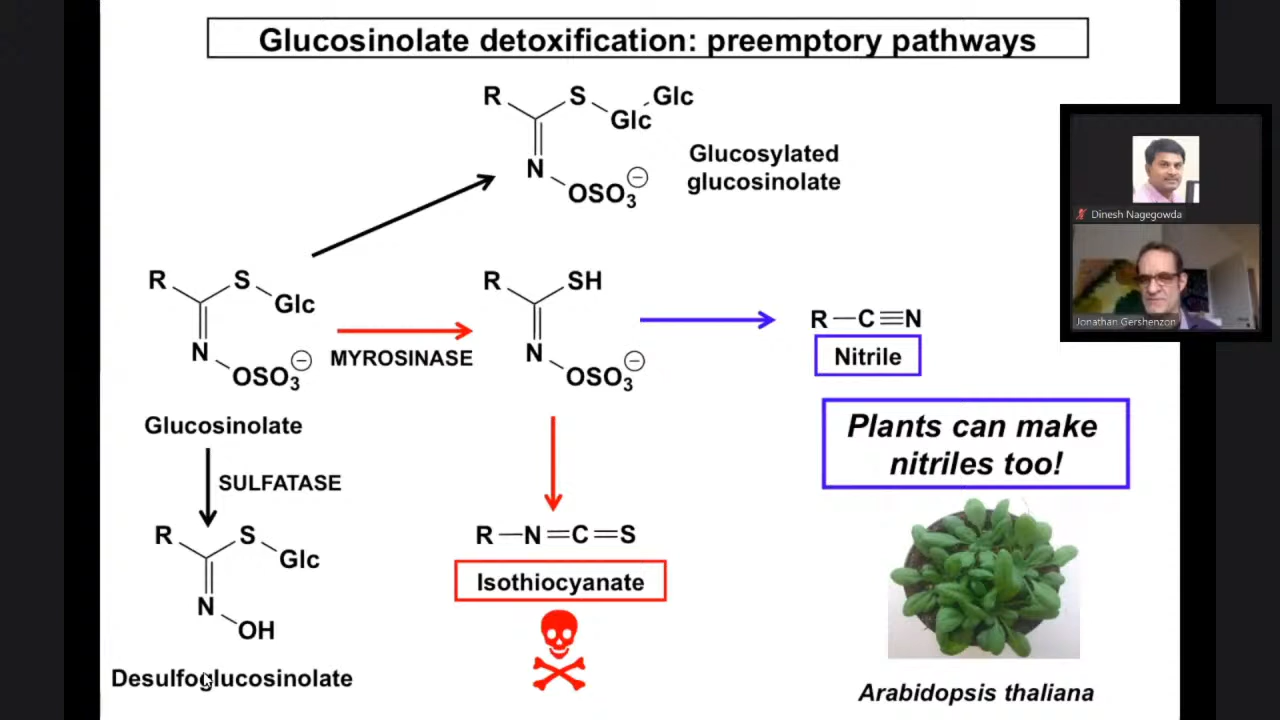 Glucosinolate detoxification: preemptory pathways
R
S
Glc
Glc
N
OSO3 −
Glucosylated
glucosinolate
R
S
Glc
N
OSO3 −
Glucosinolate
MYROSINASE
R
SH
N
OSO3 −
R—C≡N
Nitrile
SULFATASE
R
S
Glc
N
OH
Desulfoglucosinolate
R—N=C=S
Isothiocyanate
Plants can make
nitriles too!
Arabidopsis thaliana
Dinesh Nagegowda
Jonathan Gershenzon